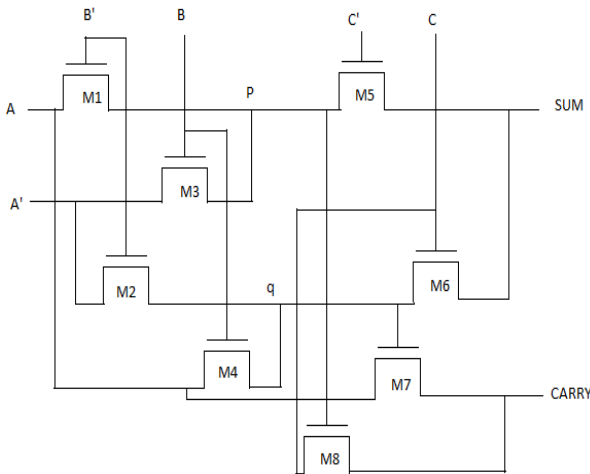 B' B C' C
A M1 P M5 SUM
M3
A'
M2 q M6
M4 M7 CARRY
M8